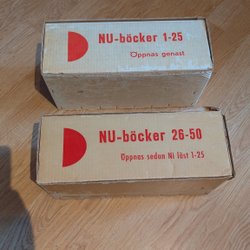 NU-böcker 1-25
Öppnas genast
NU-böcker 26-50
Öppnas sedan Ni läst 1-25